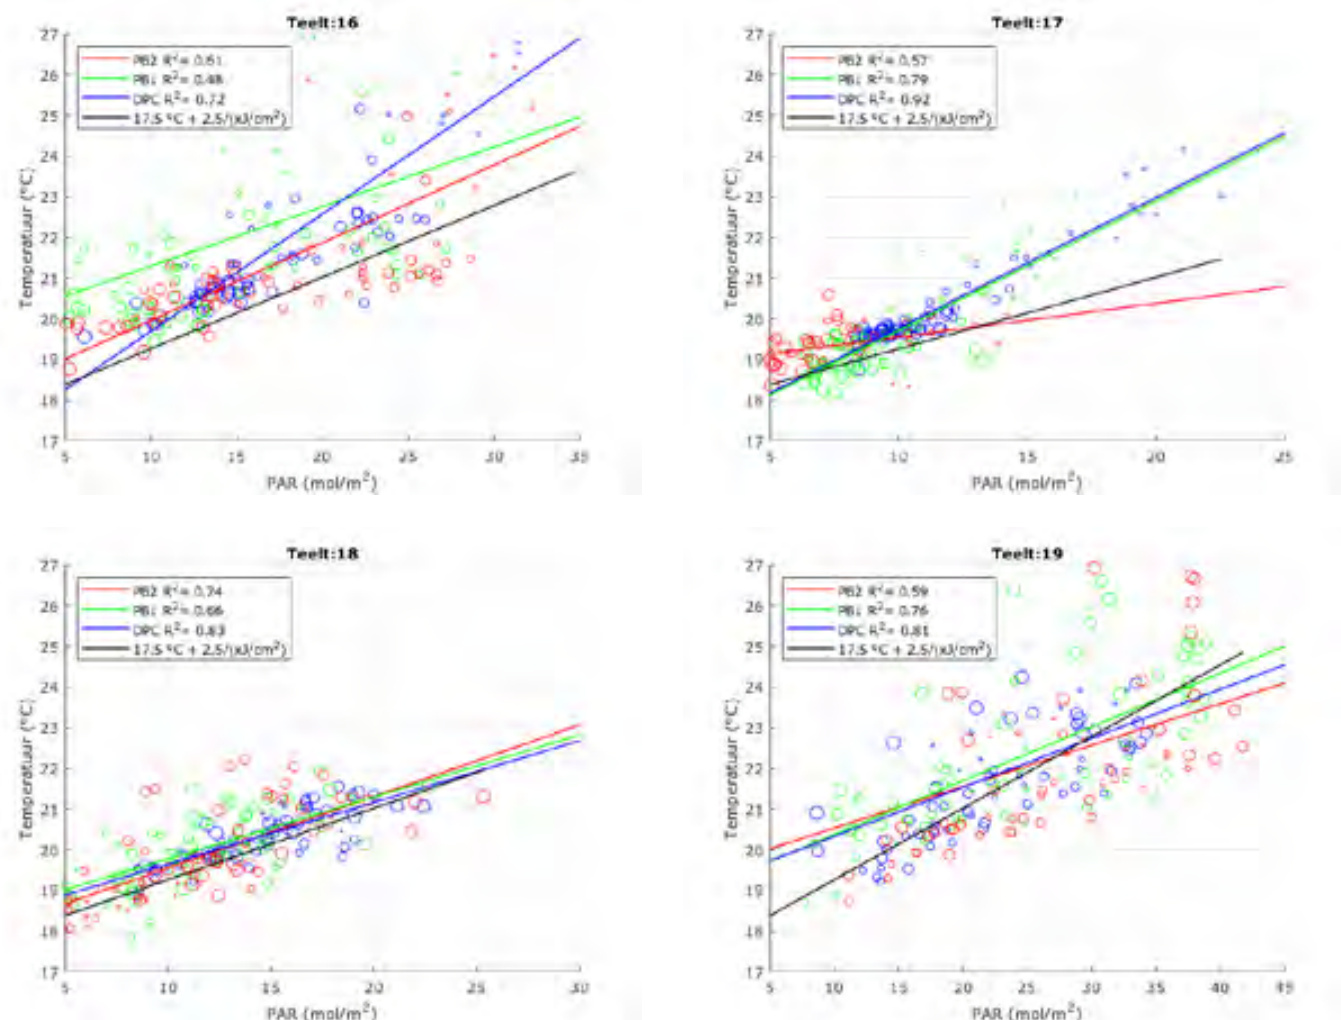 Teelt:16
PB2 R²= 0.61
PB1 R²= 0.48
DPC R²= 0.72
17.5 °C + 2.5/(kJ/cm²)
27
26
25
24
23
22
21
20
19
18
17
Temperatuur (°C)
5 10 15 20 25 30 35
PAR (mol/m²)
Teelt:17
PB2 R²= 0.57
PB1 R²= 0.79
DPC R²= 0.92
17.5 °C + 2.5/(kJ/cm²)
27
26
25
24
23
22
21
20
19
18
17
Temperatuur (°C)
5 10 15 20 25
PAR (mol/m²)
Teelt:18
PB2 R²= 0.74
PB1 R²= 0.66
DPC R²= 0.83
17.5 °C + 2.5/(kJ/cm²)
27
26
25
24
23
22
21
20
19
18
17
Temperatuur (°C)
5 10 15 20 25 30
PAR (mol/m²)
Teelt:19
PB2 R²= 0.59
PB1 R²= 0.76
DPC R²= 0.81
17.5 °C + 2.5/(kJ/cm²)
27
26
25
24
23
22
21
20
19
18
17
Temperatuur (°C)
5 10 15 20 25 30 35 40 45
PAR (mol/m²)